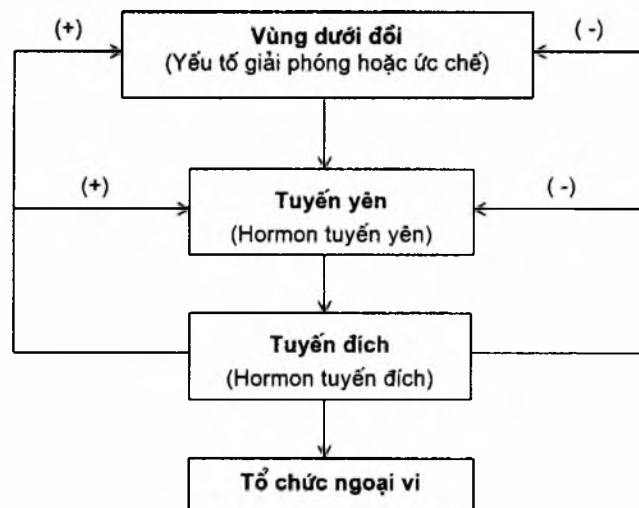 (+)
Vùng dưới đồi
(Yếu tố giải phóng hoặc ức chế)
(-)
(+)
Tuyến yên
(Hormon tuyến yên)
(-)
Tuyến đích
(Hormon tuyến đích)
Tổ chức ngoại vi